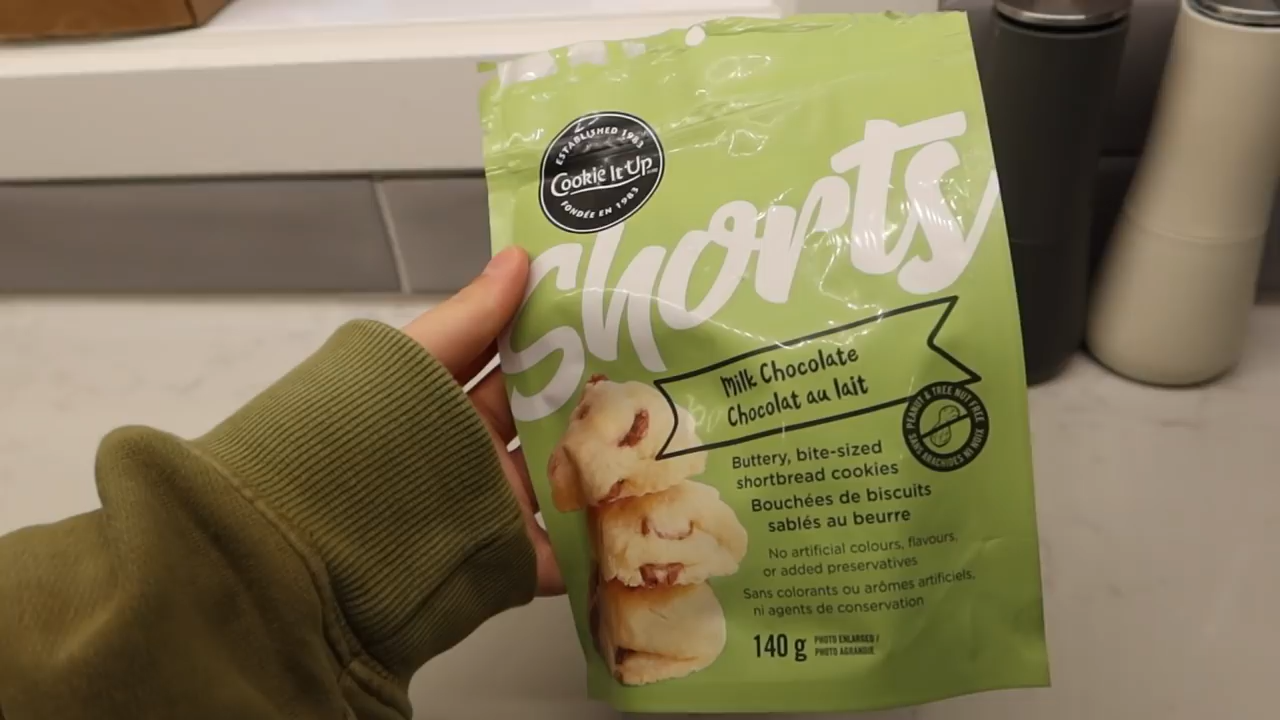 ESTABLISHED 1983
Cookie It Up
FONDÉE EN 1983
Shorts
Milk Chocolate
Chocolat au lait
PEANUT & TREE NUT FREE
SANS ARACHIDES NI NOIX
Buttery, bite-sized
shortbread cookies
Bouchées de biscuits
sablés au beurre
No artificial colours, flavours,
or added preservatives
Sans colorants ou arômes artificiels,
ni agents de conservation
140 g
PHOTO ENLARGED /
PHOTO AGRANDIE